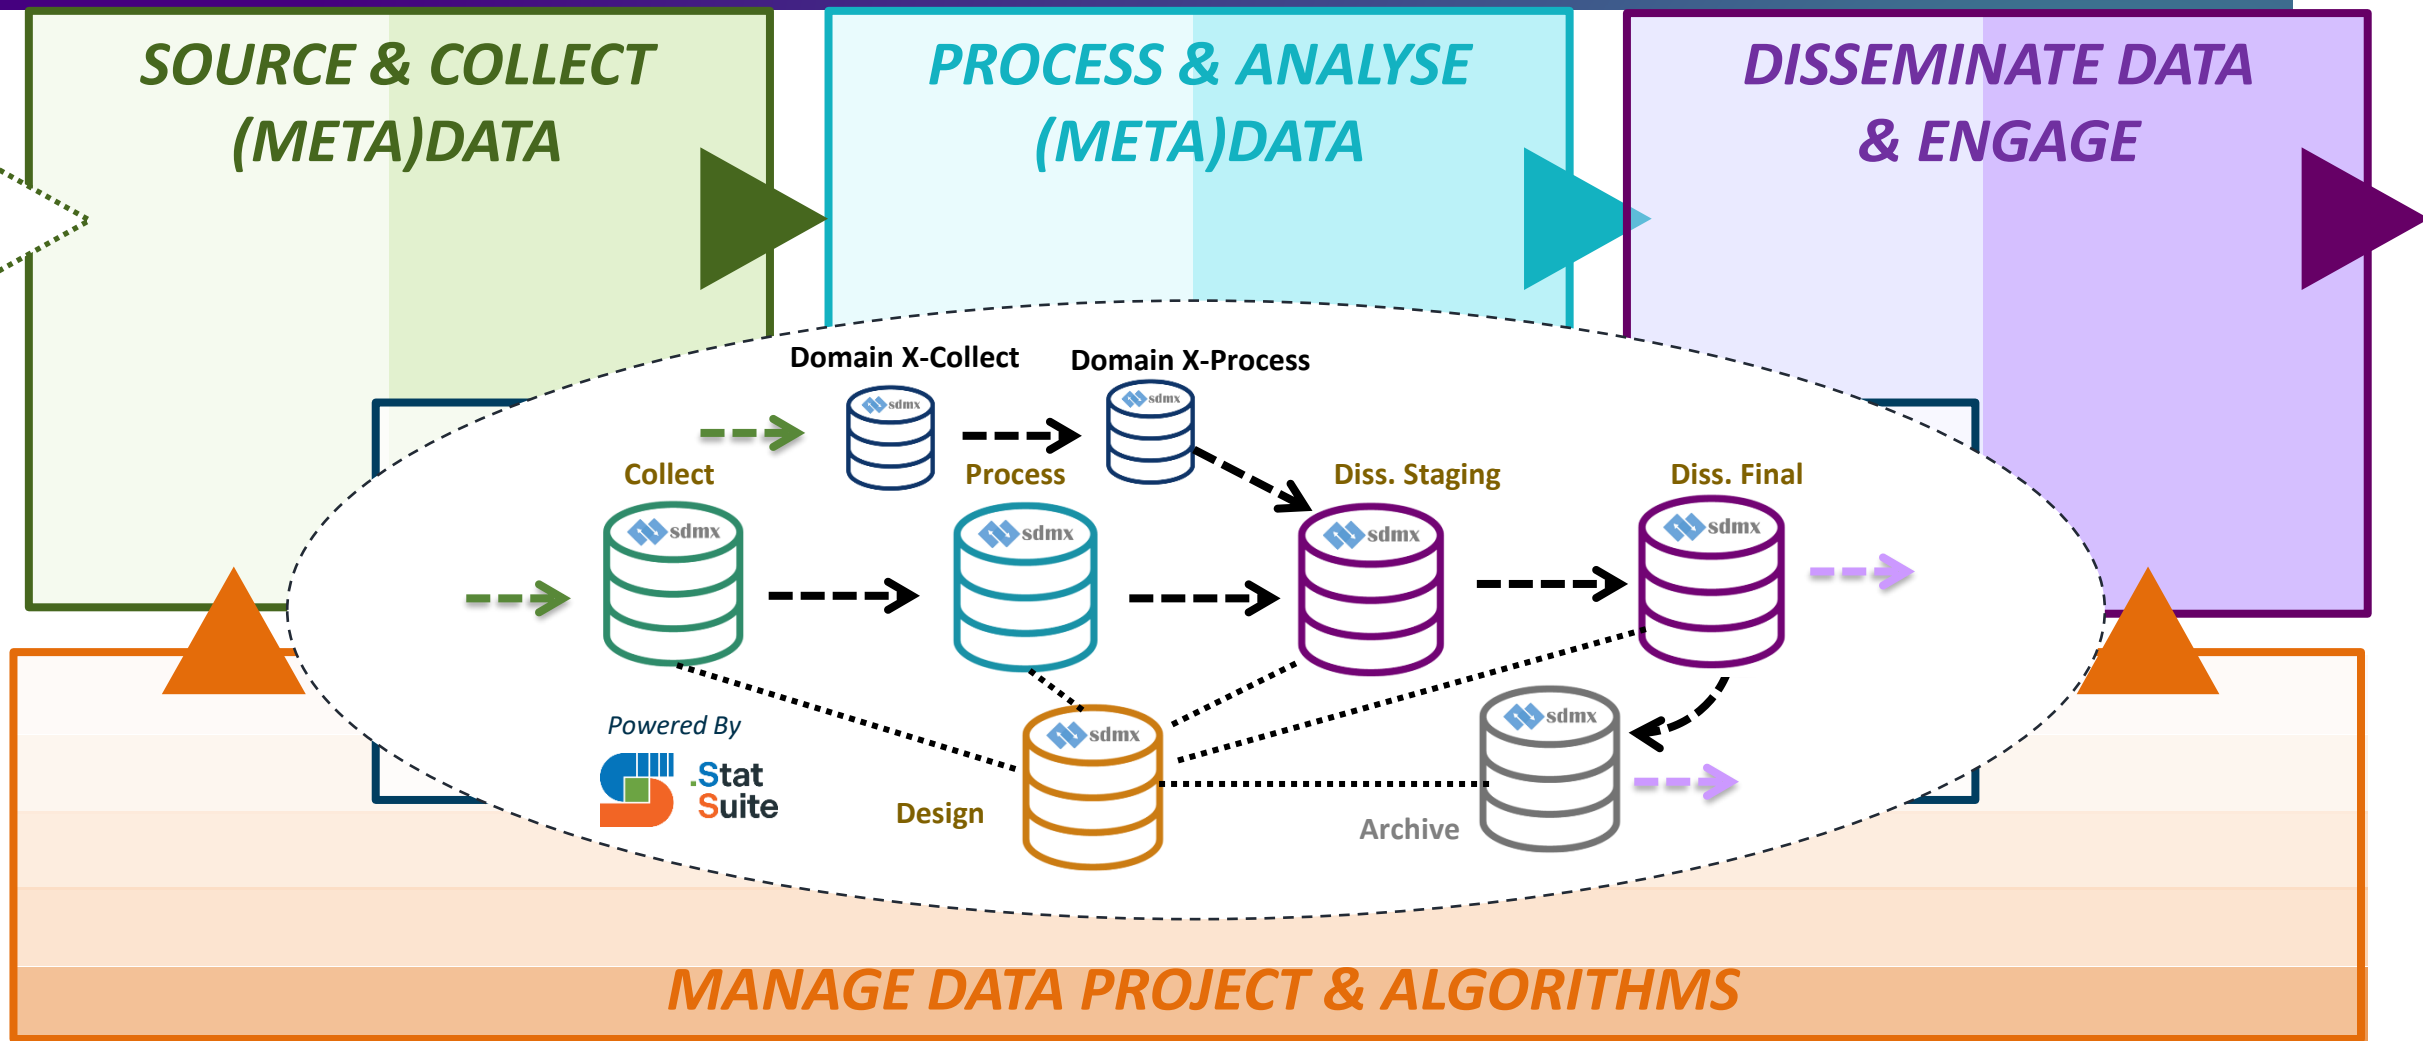 SOURCE & COLLECT
(META)DATA
PROCESS & ANALYSE
(META)DATA
DISSEMINATE DATA
& ENGAGE
Domain X-Collect
Domain X-Process
sdmx
sdmx
Collect
Process
Diss. Staging
Diss. Final
sdmx
sdmx
sdmx
sdmx
Powered By
.Stat
Suite
sdmx
sdmx
Design
Archive
MANAGE DATA PROJECT & ALGORITHMS